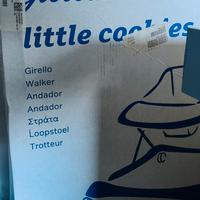 little cookies
Girello
Walker
Andador
Andador
Στράτα
Loopstoel
Trotteur